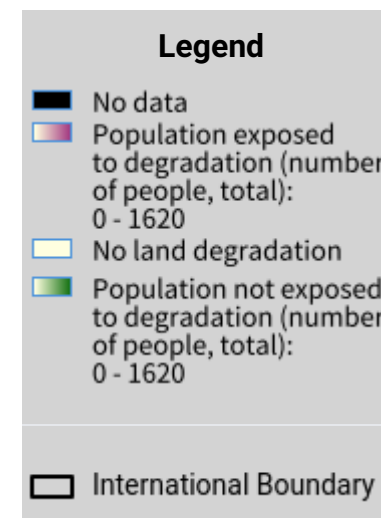 Legend
No data
Population exposed
to degradation (number
of people, total):
0 - 1620
No land degradation
Population not exposed
to degradation (number
of people, total):
0 - 1620
International Boundary